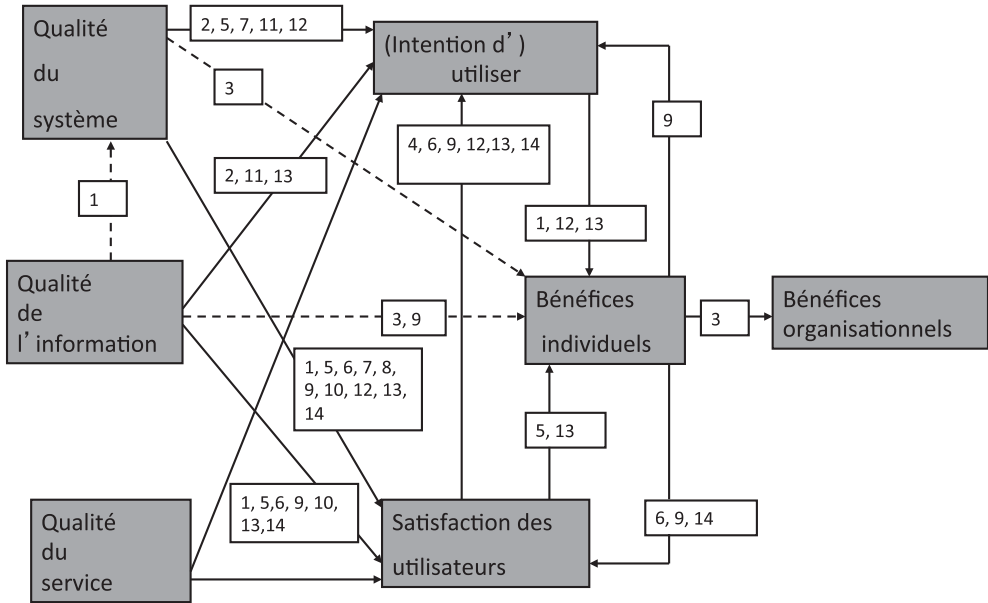 Qualité
du
système
2, 5, 7, 11, 12
(Intention d’)
utiliser
3
9
4, 6, 9, 12,13, 14
2, 11, 13
1
1, 12, 13
Qualité
de
l’information
3, 9
Bénéfices
individuels
3
Bénéfices
organisationnels
1, 5, 6, 7, 8,
9, 10, 12, 13,
14
5, 13
1, 5,6, 9, 10,
13,14
6, 9, 14
Qualité
du
service
Satisfaction des
utilisateurs